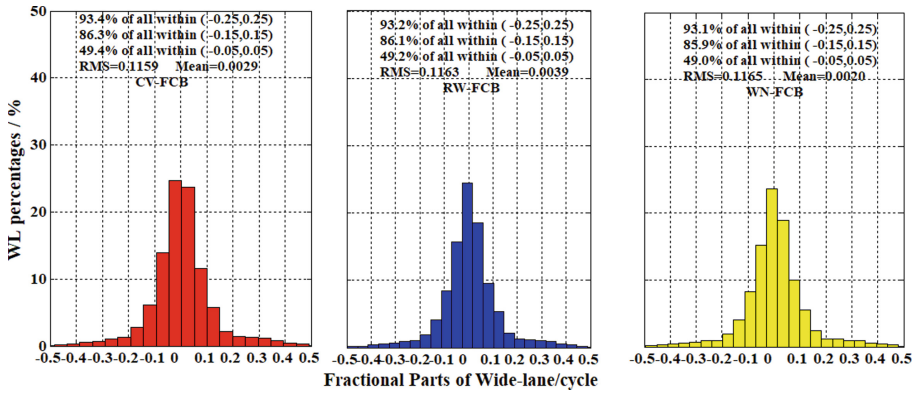 93.4% of all within ( -0.25,0.25)
86.3% of all within ( -0.15,0.15)
49.4% of all within ( -0.05,0.05)
RMS=0.1159 Mean=0.0029
CV-FCB
93.2% of all within ( -0.25,0.25)
86.1% of all within ( -0.15,0.15)
49.2% of all within ( -0.05,0.05)
RMS=0.1163 Mean=0.0039
RW-FCB
93.1% of all within ( -0.25,0.25)
85.9% of all within ( -0.15,0.15)
49.0% of all within ( -0.05,0.05)
RMS=0.1165 Mean=0.0020
WN-FCB
WL percentages / %
50
40
30
20
10
0
-0.5-0.4-0.3-0.2-0.1 0 0.1 0.2 0.3 0.4 0.5
-0.5-0.4-0.3-0.2-0.1 0 0.1 0.2 0.3 0.4 0.5
-0.5-0.4-0.3-0.2-0.1 0 0.1 0.2 0.3 0.4 0.5
Fractional Parts of Wide-lane/cycle